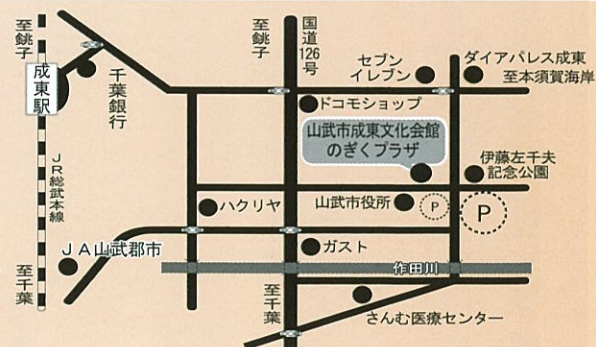 至銚子
成東駅
千葉銀行
JR総武本線
至千葉
至銚子
国道126号
セブン
イレブン
ダイアパレス成東
至本須賀海岸
ドコモショップ
山武市成東文化会館
のぎくプラザ
伊藤左千夫
記念公園
ハクリヤ
山武市役所
P
P
JA山武郡市
ガスト
作田川
至千葉
さんむ医療センター